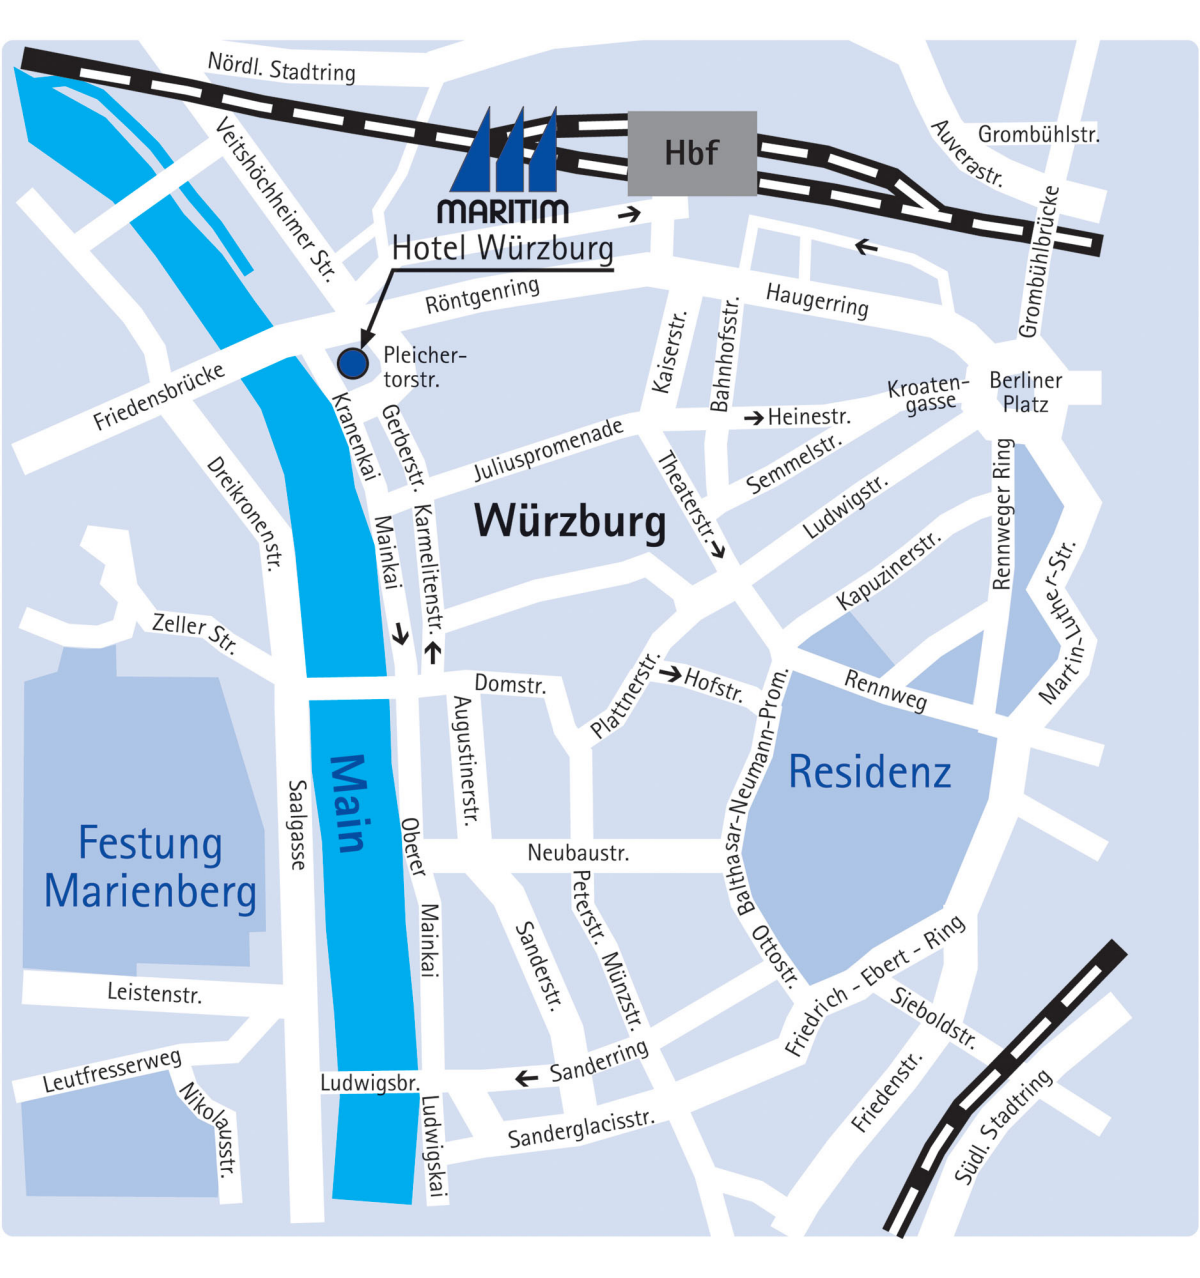 Nördl. Stadtring
Veitshöchheimer Str.
MARITIM
Hotel Würzburg
Hbf
Auverastr.
Grombühlstr.
Grombühlbrücke
Röntgenring
Haugerring
Kaiserstr.
Bahnhofsstr.
Pleicher-
torstr.
Friedensbrücke
Kranenkai
Gerberstr.
Juliuspromenade
Heinestr.
Kroaten-
gasse
Berliner
Platz
Semmelstr.
Theaterstr.
Ludwigstr.
Rennweger Ring
Dreikronenstr.
Mainkai
Karmelitenstr.
Würzburg
Kapuzinerstr.
Martin-Luther-Str.
Zeller Str.
Domstr.
Plattnerstr.
Hofstr.
Rennweg
Augustinerstr.
Balthasar-Neumann-Prom.
Residenz
Main
Saalgasse
Festung
Marienberg
Oberer
Mainkai
Neubaustr.
Peterstr.
Münzstr.
Sanderstr.
Ottostr.
Friedrich - Ebert - Ring
Leistenstr.
Sieboldstr.
Leutfresserweg
Nikolausstr.
Ludwigsbr.
Sanderring
Ludwigskai
Sanderglacisstr.
Friedenstr.
Südl. Stadtring